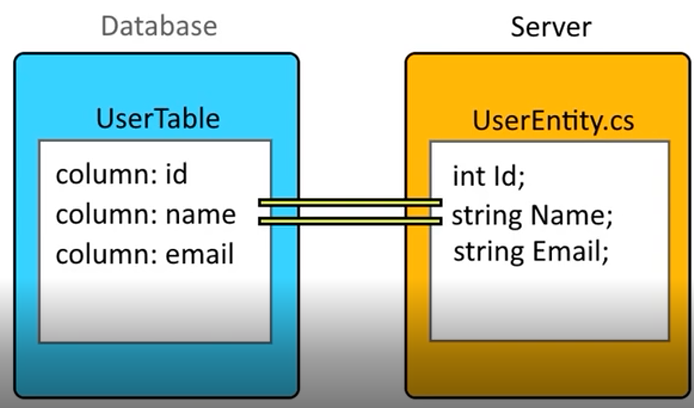 Database
Server
UserTable
UserEntity.cs
column: id
column: name
column: email
int Id;
string Name;
string Email;